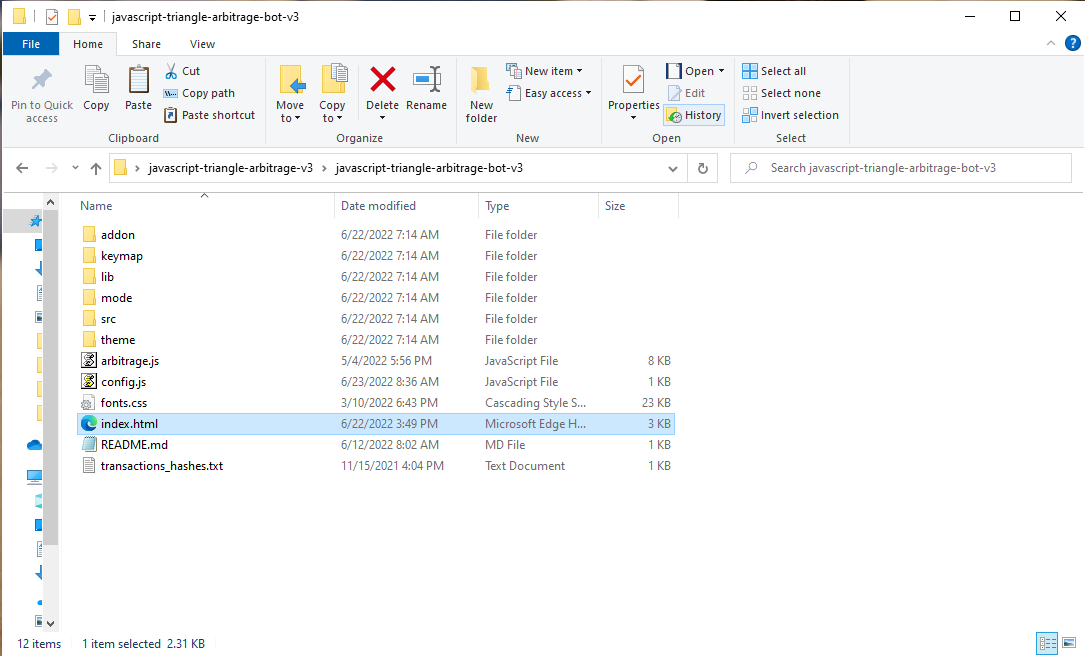 javascript-triangle-arbitrage-bot-v3
File Home Share View
Pin to Quick access
Copy
Paste
Cut
Copy path
Paste shortcut
Clipboard
Move to
Copy to
Delete
Rename
Organize
New folder
New item
Easy access
New
Properties
Open
Edit
History
Open
Select all
Select none
Invert selection
Select
javascript-triangle-arbitrage-v3 > javascript-triangle-arbitrage-bot-v3
Search javascript-triangle-arbitrage-bot-v3
Name Date modified Type Size
addon 6/22/2022 7:14 AM File folder
keymap 6/22/2022 7:14 AM File folder
lib 6/22/2022 7:14 AM File folder
mode 6/22/2022 7:14 AM File folder
src 6/22/2022 7:14 AM File folder
theme 6/22/2022 7:14 AM File folder
arbitrage.js 5/4/2022 5:56 PM JavaScript File 8 KB
config.js 6/23/2022 8:36 AM JavaScript File 1 KB
fonts.css 3/10/2022 6:43 PM Cascading Style S... 23 KB
index.html 6/22/2022 3:49 PM Microsoft Edge H... 3 KB
README.md 6/12/2022 8:02 AM MD File 1 KB
transactions_hashes.txt 11/15/2021 4:04 PM Text Document 1 KB
12 items 1 item selected 2.31 KB